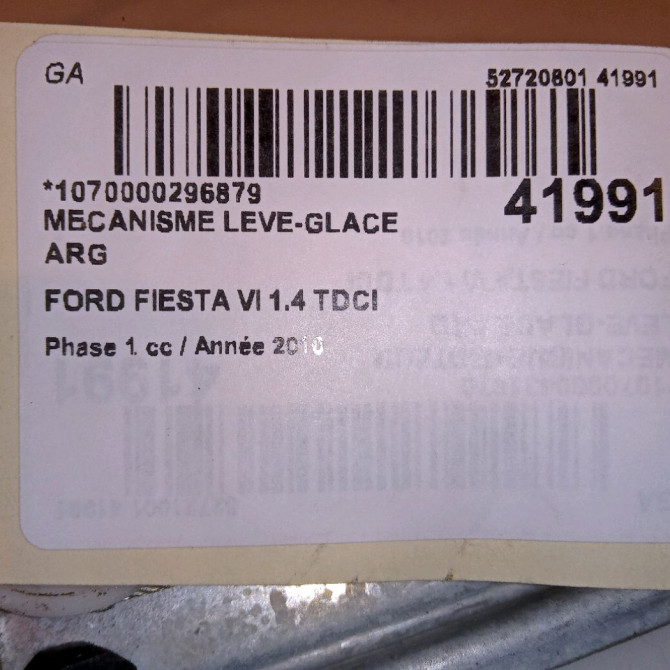 GA
52720801 41991
*1070000296879
41991
MECANISME LEVE-GLACE
ARG
FORD FIESTA VI 1.4 TDCI
Phase 1 cc / Année 2010